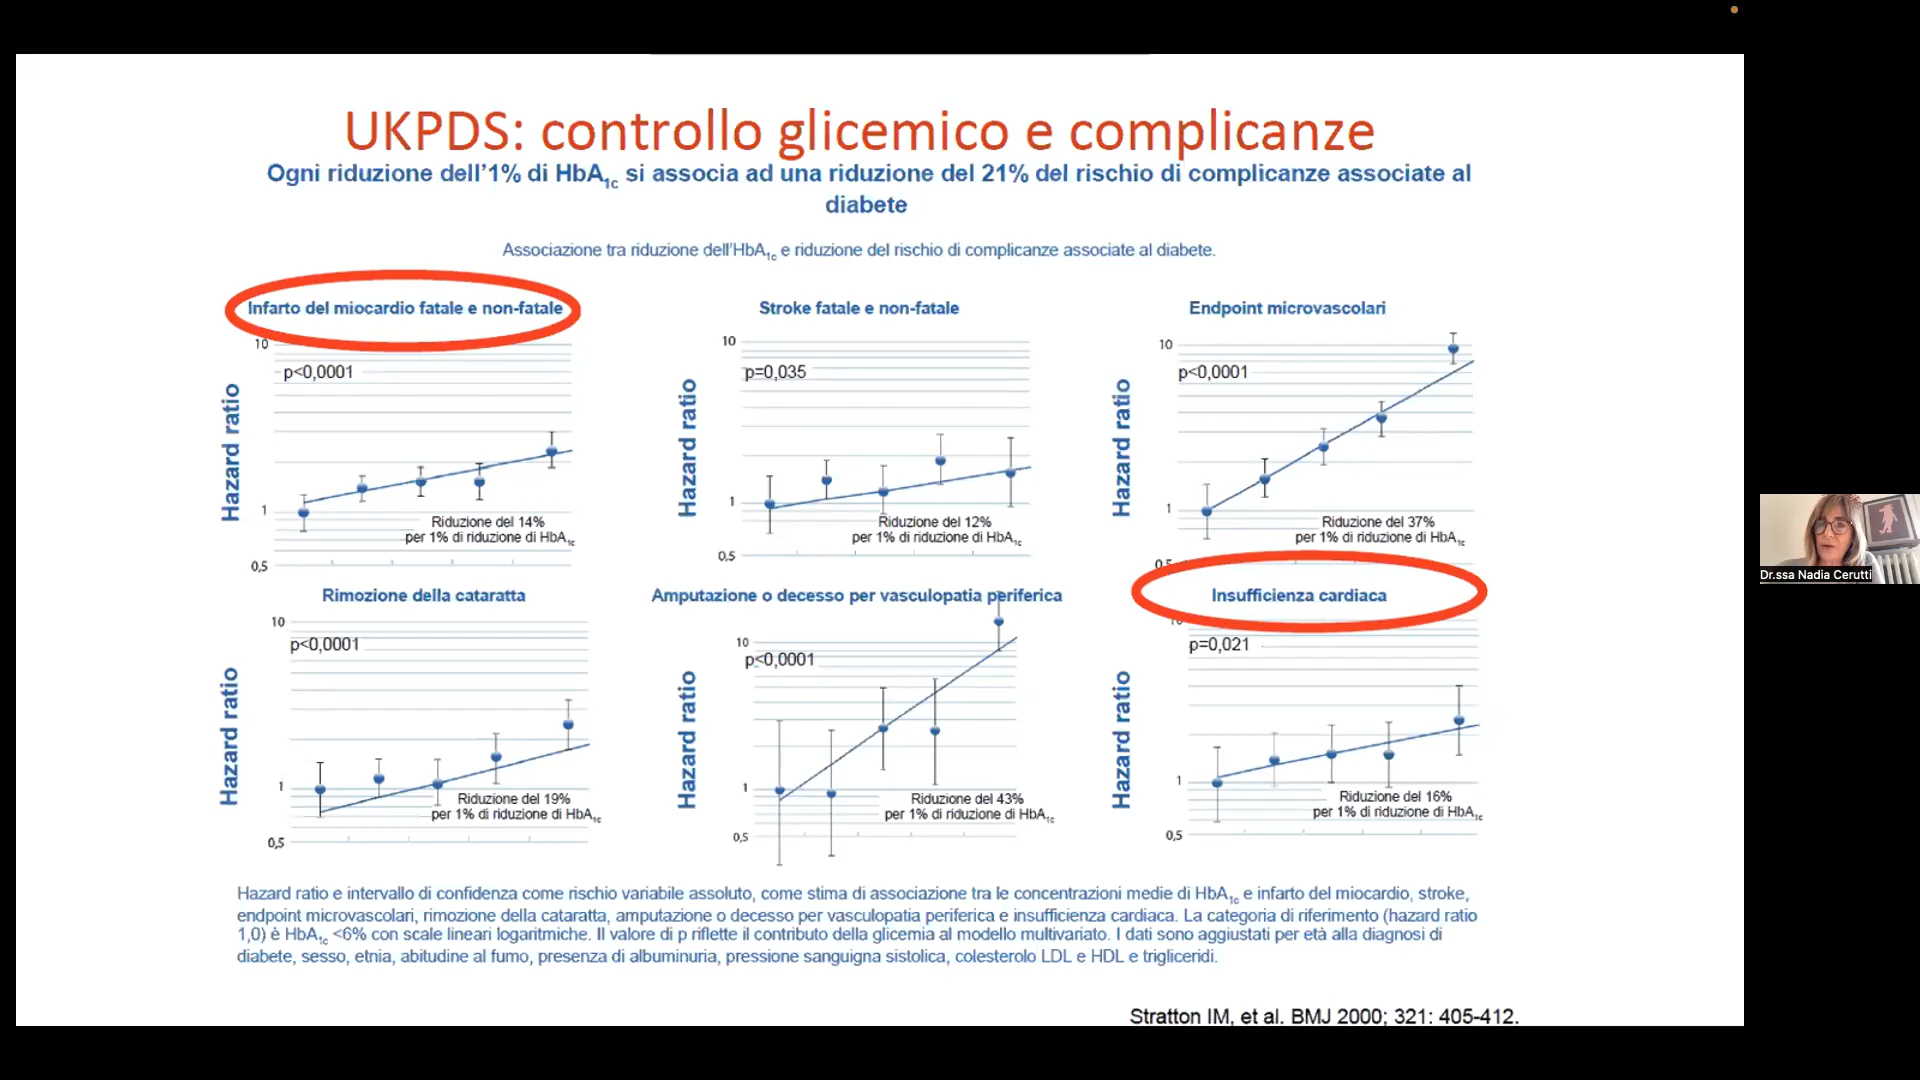 UKPDS: controllo glicemico e complicanze
Ogni riduzione dell'1% di HbA1c si associa ad una riduzione del 21% del rischio di complicanze associate al
diabete
Associazione tra riduzione dell'HbA1c e riduzione del rischio di complicanze associate al diabete.
Infarto del miocardio fatale e non-fatale
10
p<0,0001
Hazard ratio
1
Riduzione del 14%
per 1% di riduzione di HbA1c
0,5
Stroke fatale e non-fatale
10
p=0,035
Hazard ratio
1
Riduzione del 12%
per 1% di riduzione di HbA1c
0,5
Endpoint microvascolari
10
p<0,0001
Hazard ratio
1
Riduzione del 37%
per 1% di riduzione di HbA1c
0,5
Rimozione della cataratta
10
p<0,0001
Hazard ratio
1
Riduzione del 19%
per 1% di riduzione di HbA1c
0,5
Amputazione o decesso per vasculopatia periferica
10
p<0,0001
Hazard ratio
1
Riduzione del 43%
per 1% di riduzione di HbA1c
0,5
Insufficienza cardiaca
10
p=0,021
Hazard ratio
1
Riduzione del 16%
per 1% di riduzione di HbA1c
0,5
Hazard ratio e intervallo di confidenza come rischio variabile assoluto, come stima di associazione tra le concentrazioni medie di HbA1c e infarto del miocardio, stroke,
endpoint microvascolari, rimozione della cataratta, amputazione o decesso per vasculopatia periferica e insufficienza cardiaca. La categoria di riferimento (hazard ratio
1,0) è HbA1c <6% con scale lineari logaritmiche. Il valore di p riflette il contributo della glicemia al modello multivariato. I dati sono aggiustati per età alla diagnosi di
diabete, sesso, etnia, abitudine al fumo, presenza di albuminuria, pressione sanguigna sistolica, colesterolo LDL e HDL e trigliceridi.
Stratton IM, et al. BMJ 2000; 321: 405-412.
Dr.ssa Nadia Cerutti